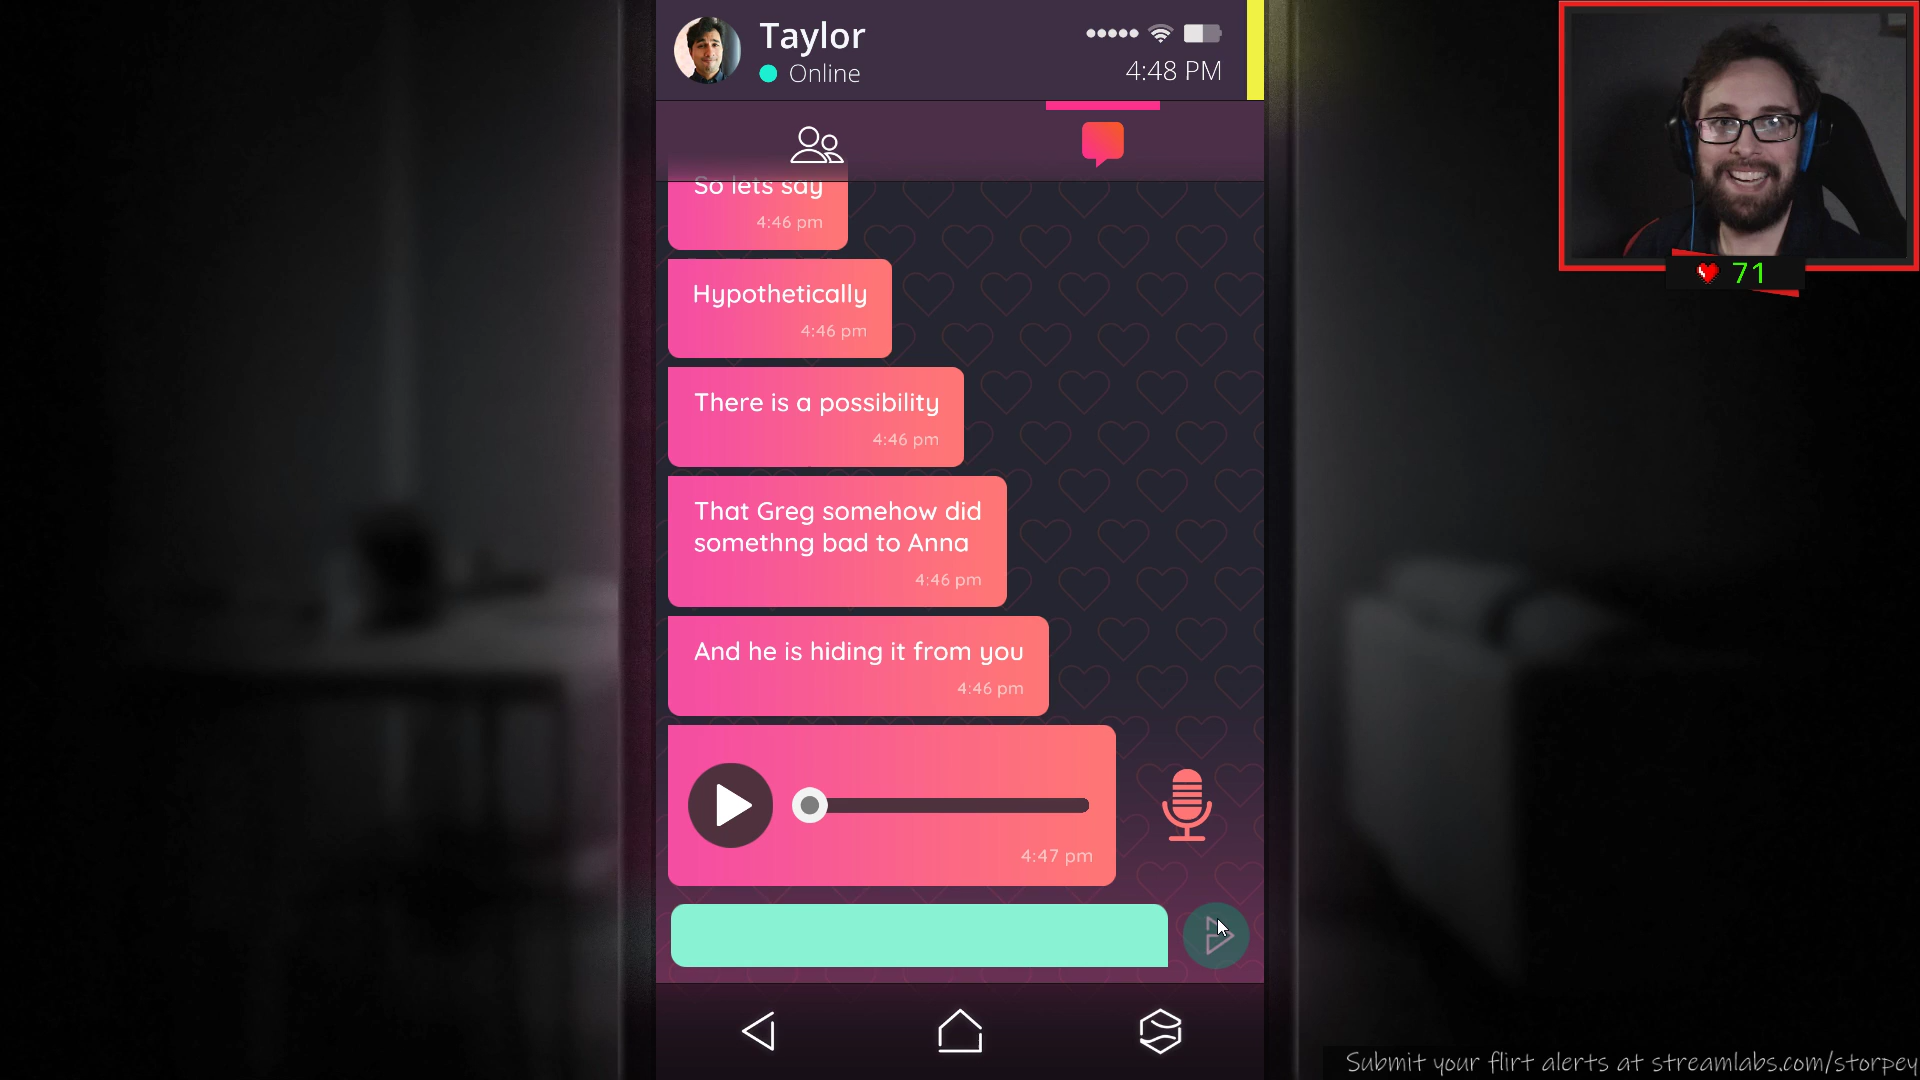 Taylor
Online
4:48 PM
71
So lets say
4:46 pm
Hypothetically
4:46 pm
There is a possibility
4:46 pm
That Greg somehow did
somethng bad to Anna
4:46 pm
And he is hiding it from you
4:46 pm
4:47 pm
Submit your flirt alerts at streamlabs.com/storpey